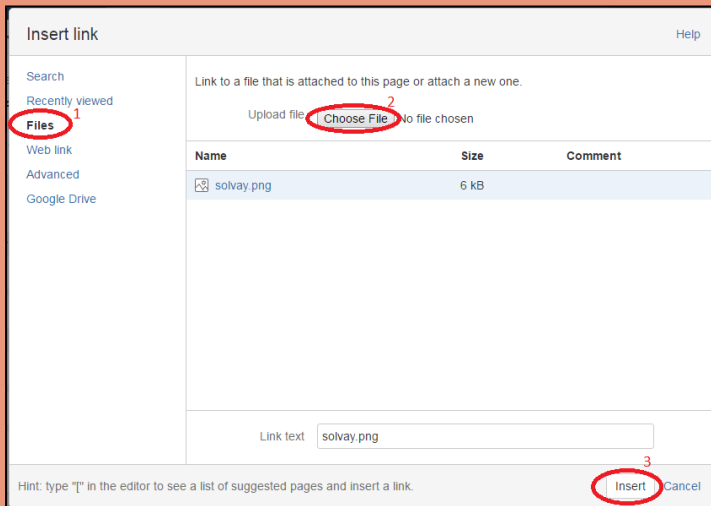 Insert link
Help
Search
Recently viewed
1
Files
Web link
Advanced
Google Drive
Link to a file that is attached to this page or attach a new one.
2
Upload file Choose File No file chosen
Name Size Comment
solvay.png 6 kB
Link text solvay.png
3
Hint: type "[" in the editor to see a list of suggested pages and insert a link.
Insert Cancel